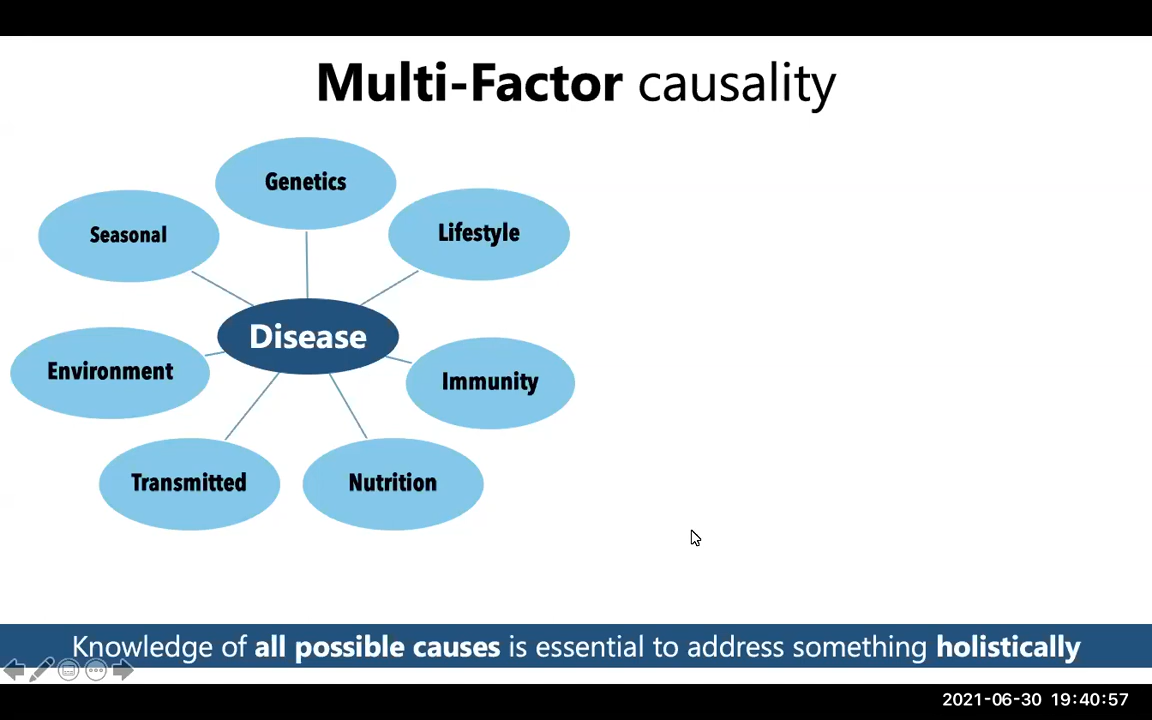 Multi-Factor causality
Genetics
Seasonal
Lifestyle
Disease
Environment
Immunity
Transmitted
Nutrition
Knowledge of all possible causes is essential to address something holistically
2021-06-30 19:40:57